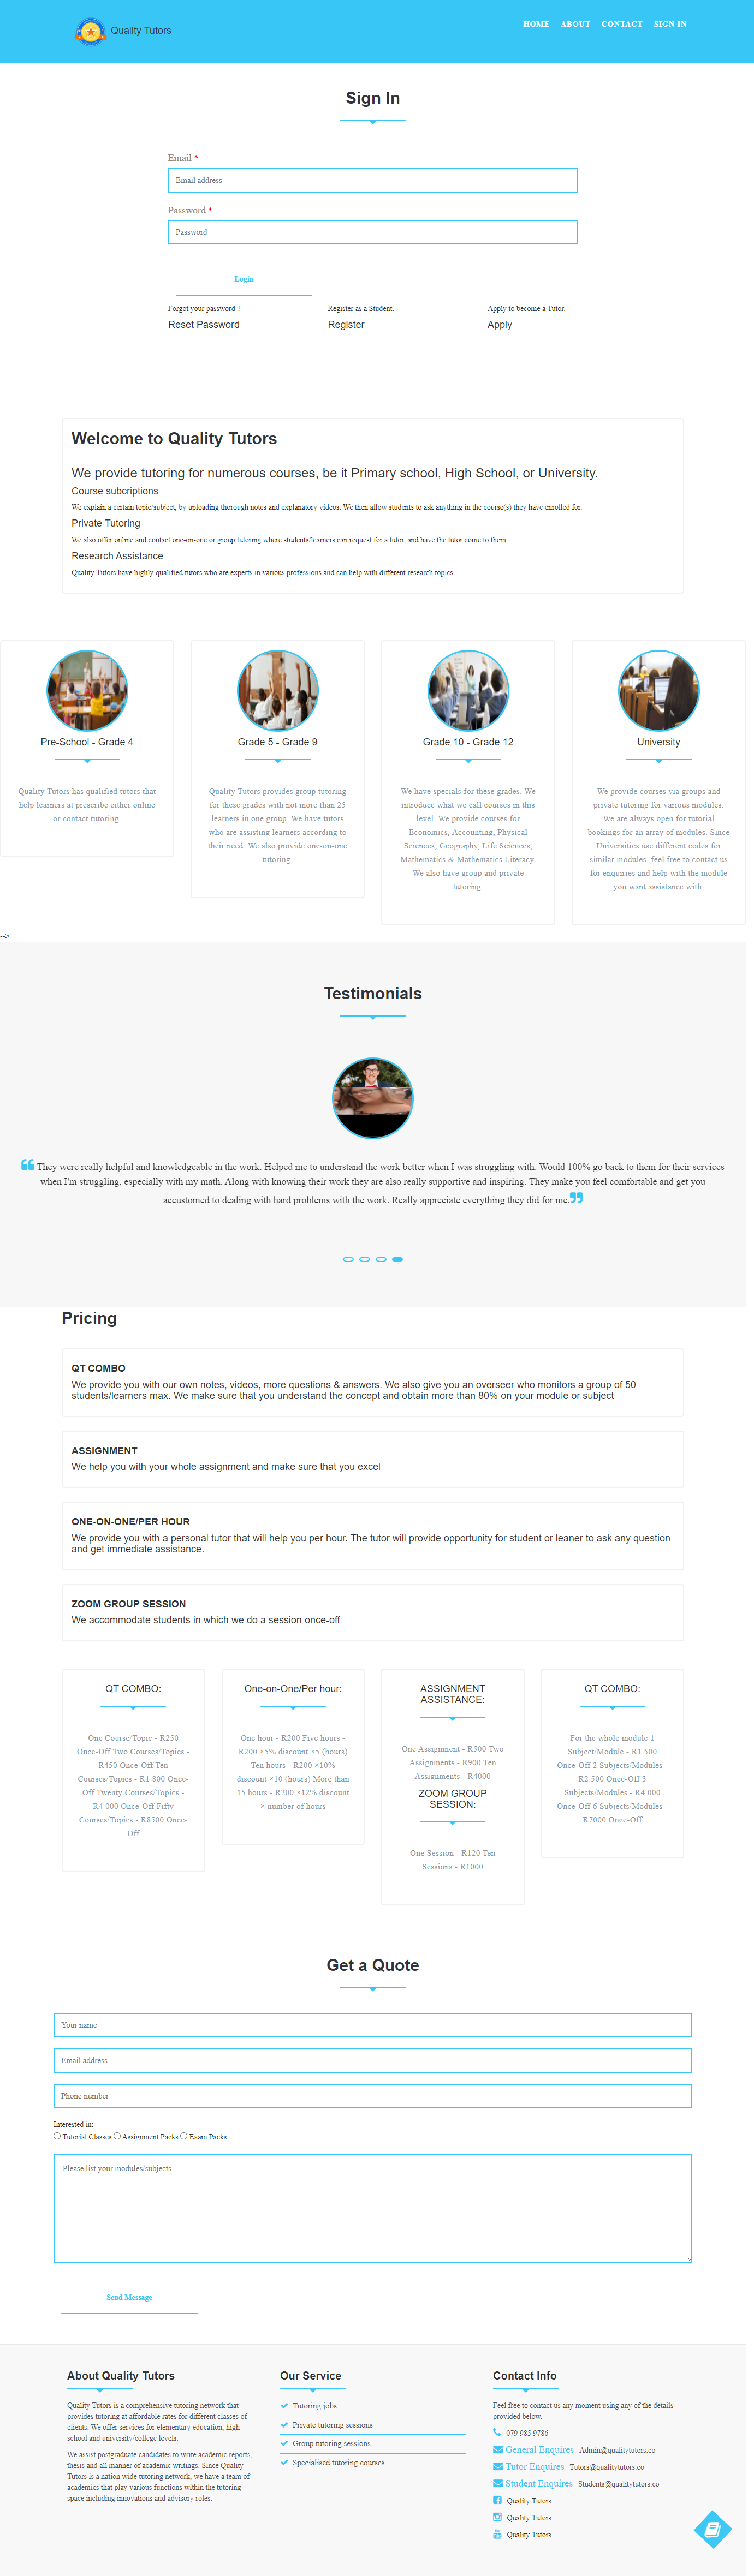 Quality Tutors
HOME ABOUT CONTACT SIGN IN
Sign In
Email *
Email address
Password *
Password
Login
Forgot your password ?
Reset Password
Register as a Student.
Register
Apply to become a Tutor.
Apply
Welcome to Quality Tutors
We provide tutoring for numerous courses, be it Primary school, High School, or University.
Course subcriptions
We explain a certain topic/subject, by uploading thorough notes and explanatory videos. We then allow students to ask anything in the course(s) they have enrolled for.
Private Tutoring
We also offer online and contact one-on-one or group tutoring where students/learners can request for a tutor, and have the tutor come to them.
Research Assistance
Quality Tutors have highly qualified tutors who are experts in various professions and can help with different research topics.
Pre-School - Grade 4
Quality Tutors has qualified tutors that
help learners at prescribe either online
or contact tutoring.
Grade 5 - Grade 9
Quality Tutors provides group tutoring
for these grades with not more than 25
learners in one group. We have tutors
who are assisting learners according to
their need. We also provide one-on-one
tutoring.
Grade 10 - Grade 12
We have specials for these grades. We
introduce what we call courses in this
level. We provide courses for
Economics, Accounting, Physical
Sciences, Geography, Life Sciences,
Mathematics & Mathematics Literacy.
We also have group and private
tutoring.
University
We provide courses via groups and
private tutoring for various modules.
We are always open for tutorial
bookings for an array of modules. Since
Universities use different codes for
similar modules, feel free to contact us
for enquiries and help with the module
you want assistance with.
-->
Testimonials
They were really helpful and knowledgeable in the work. Helped me to understand the work better when I was struggling with. Would 100% go back to them for their services
when I'm struggling, especially with my math. Along with knowing their work they are also really supportive and inspiring. They make you feel comfortable and get you
accustomed to dealing with hard problems with the work. Really appreciate everything they did for me.
Pricing
QT COMBO
We provide you with our own notes, videos, more questions & answers. We also give you an overseer who monitors a group of 50
students/learners max. We make sure that you understand the concept and obtain more than 80% on your module or subject
ASSIGNMENT
We help you with your whole assignment and make sure that you excel
ONE-ON-ONE/PER HOUR
We provide you with a personal tutor that will help you per hour. The tutor will provide opportunity for student or leaner to ask any question
and get immediate assistance.
ZOOM GROUP SESSION
We accommodate students in which we do a session once-off
QT COMBO:
One Course/Topic - R250
Once-Off Two Courses/Topics -
R450 Once-Off Ten
Courses/Topics - R1 800 Once-
Off Twenty Courses/Topics -
R4 000 Once-Off Fifty
Courses/Topics - R8500 Once-
Off
One-on-One/Per hour:
One hour - R200 Five hours -
R200 ×5% discount ×5 (hours)
Ten hours - R200 ×10%
discount ×10 (hours) More than
15 hours - R200 ×12% discount
× number of hours
ASSIGNMENT
ASSISTANCE:
One Assignment - R500 Two
Assignments - R900 Ten
Assignments - R4000
ZOOM GROUP
SESSION:
One Session - R120 Ten
Sessions - R1000
QT COMBO:
For the whole module 1
Subject/Module - R1 500
Once-Off 2 Subjects/Modules -
R2 500 Once-Off 3
Subjects/Modules - R4 000
Once-Off 6 Subjects/Modules -
R7000 Once-Off
Get a Quote
Your name
Email address
Phone number
Interested in:
Tutorial Classes Assignment Packs Exam Packs
Please list your modules/subjects
Send Message
About Quality Tutors
Quality Tutors is a comprehensive tutoring network that
provides tutoring at affordable rates for different classes of
clients. We offer services for elementary education, high
school and university/college levels.
We assist postgraduate candidates to write academic reports,
thesis and all manner of academic writings. Since Quality
Tutors is a nation wide tutoring network, we have a team of
academics that play various functions within the tutoring
space including innovations and advisory roles.
Our Service
Tutoring jobs
Private tutoring sessions
Group tutoring sessions
Specialised tutoring courses
Contact Info
Feel free to contact us any moment using any of the details
provided below.
079 985 9786
General Enquires Admin@qualitytutors.co
Tutor Enquires Tutors@qualitytutors.co
Student Enquires Students@qualitytutors.co
Quality Tutors
Quality Tutors
Quality Tutors